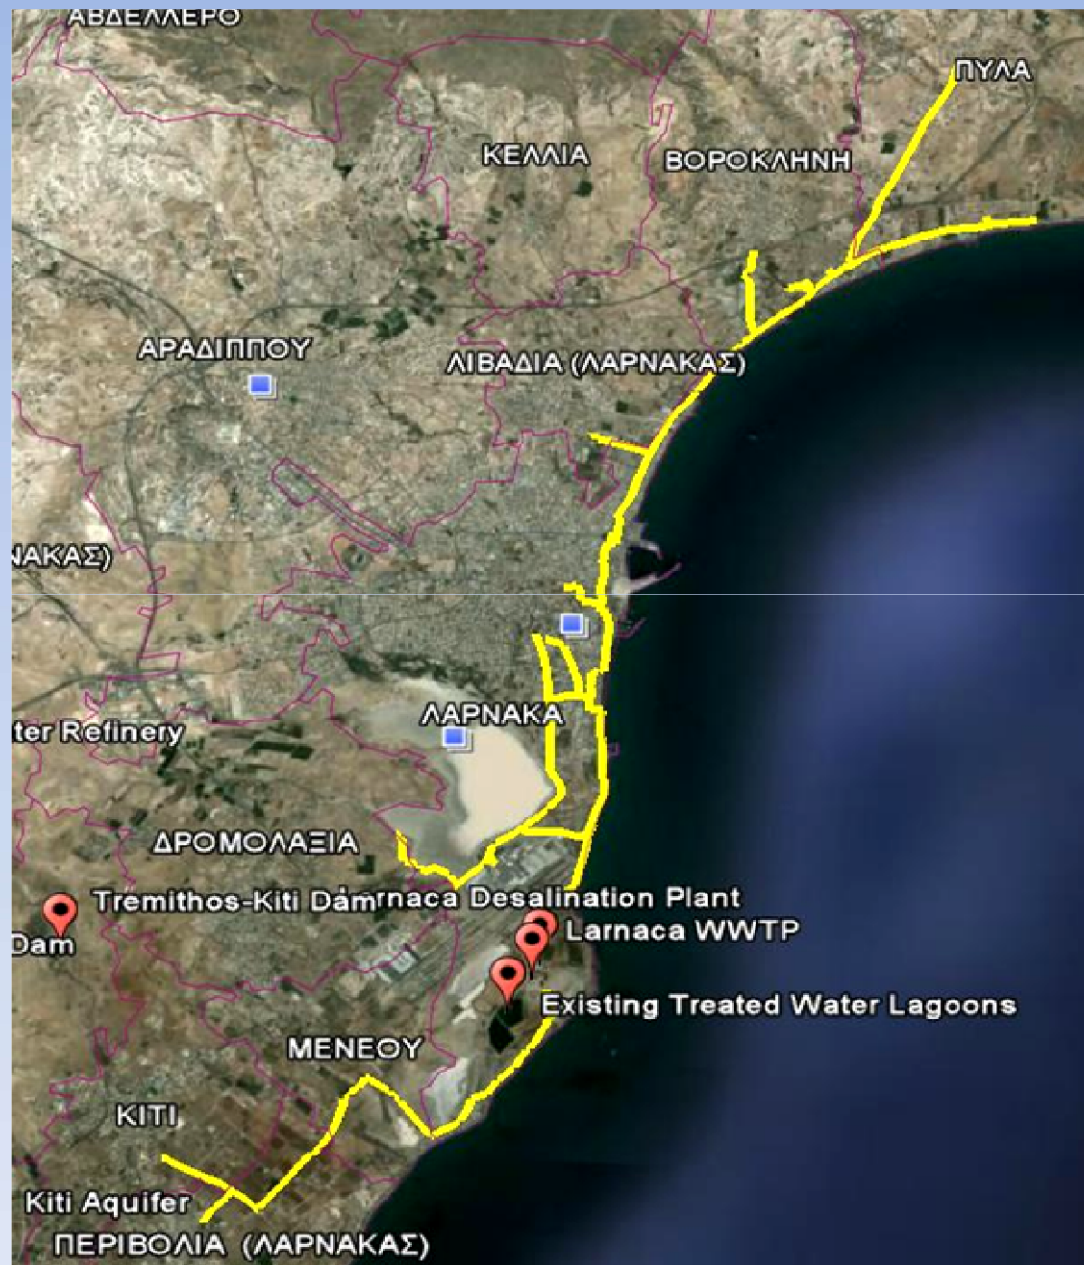 ΑΒΔΕΛΛΕΡΟ
ΠΥΛΑ
ΚΕΛΛΙΑ
ΒΟΡΟΚΛΗΝΗ
ΑΡΑΔΙΠΠΟΥ
ΛΙΒΑΔΙΑ (ΛΑΡΝΑΚΑΣ)
ΝΑΚΑΣ)
ΛΑΡΝΑΚΑ
ter Refinery
ΔΡΟΜΟΛΑΞΙΑ
Tremithos-Kiti Dam
rnaca Desalination Plant
Larnaca WWTP
Dam
Existing Treated Water Lagoons
ΜΕΝΕΟΥ
ΚΙΤΙ
Kiti Aquifer
ΠΕΡΙΒΟΛΙΑ (ΛΑΡΝΑΚΑΣ)